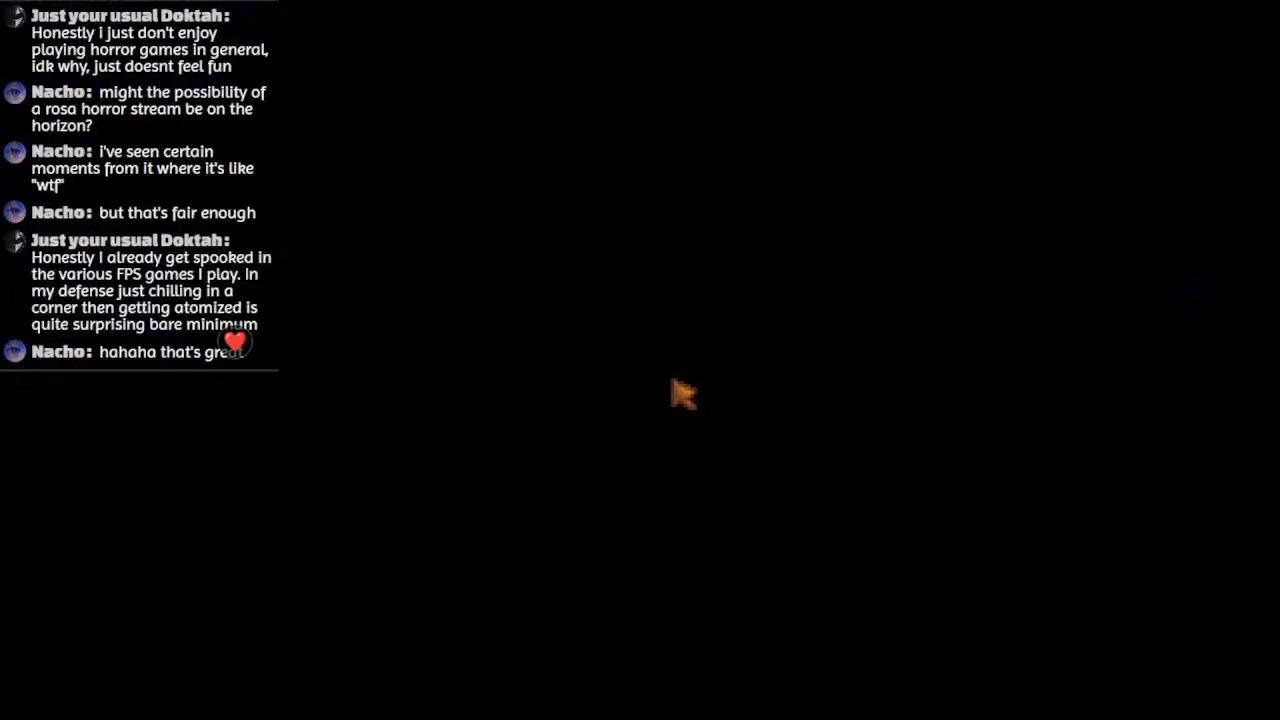 Just your usual Doktah:
Honestly i just don't enjoy
playing horror games in general,
idk why, just doesnt feel fun
Nacho: might the possibility of
a rosa horror stream be on the
horizon?
Nacho: i've seen certain
moments from it where it's like
"wtf"
Nacho: but that's fair enough
Just your usual Doktah:
Honestly I already get spooked in
the various FPS games I play. In
my defense just chilling in a
corner then getting atomized is
quite surprising bare minimum
Nacho: hahaha that's great